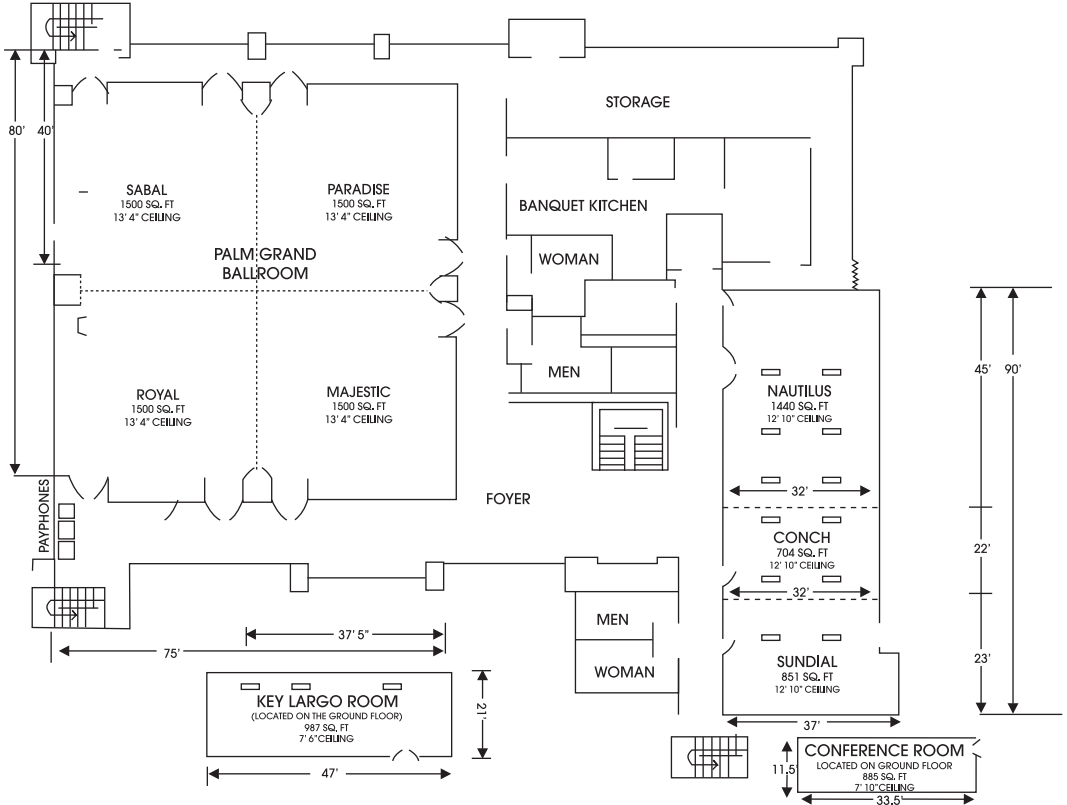 STORAGE
80'
40'
SABAL
1500 SQ. FT
13' 4" CEILING
PARADISE
1500 SQ. FT
13' 4" CEILING
BANQUET KITCHEN
PALM GRAND
BALLROOM
WOMAN
ROYAL
1500 SQ. FT
13' 4" CEILING
MAJESTIC
1500 SQ. FT
13' 4" CEILING
MEN
NAUTILUS
1440 SQ. FT
12' 10" CEILING
45'
90'
32'
PAYPHONES
FOYER
CONCH
704 SQ. FT
12' 10" CEILING
22'
32'
MEN
WOMAN
SUNDIAL
851 SQ. FT
12' 10" CEILING
23'
37'
37' 5"
75'
KEY LARGO ROOM
(LOCATED ON THE GROUND FLOOR)
987 SQ. FT
7' 6"CEILING
21'
47'
CONFERENCE ROOM
LOCATED ON GROUND FLOOR
885 SQ. FT
7' 10"CEILING
11.5'
33.5'